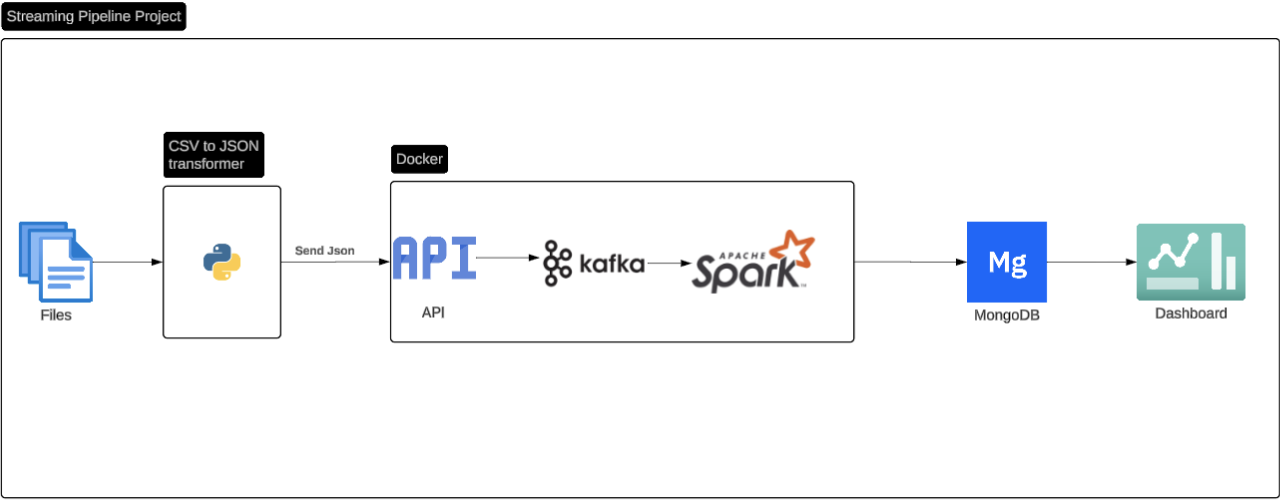 Streaming Pipeline Project
CSV to JSON
transformer
Docker
Send Json
API
kafka
APACHE
Spark
TM
Mg
Files
API
MongoDB
Dashboard